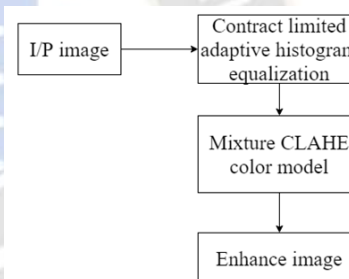 I/P image
Contract limited
adaptive histogram
equalization
Mixture CLAHE
color model
Enhance image